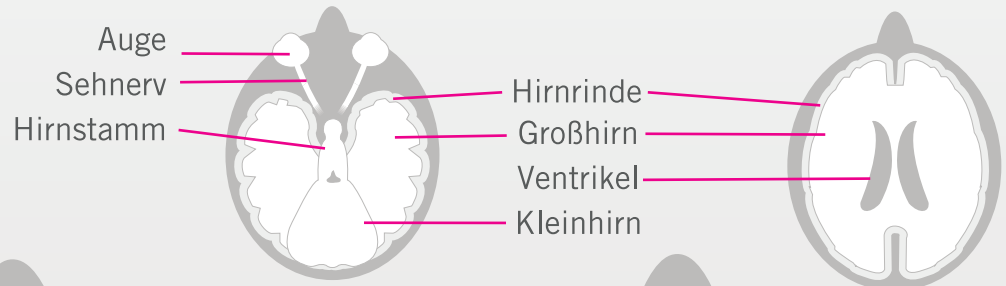 Auge
Sehnerv
Hirnstamm
Hirnrinde
Großhirn
Ventrikel
Kleinhirn